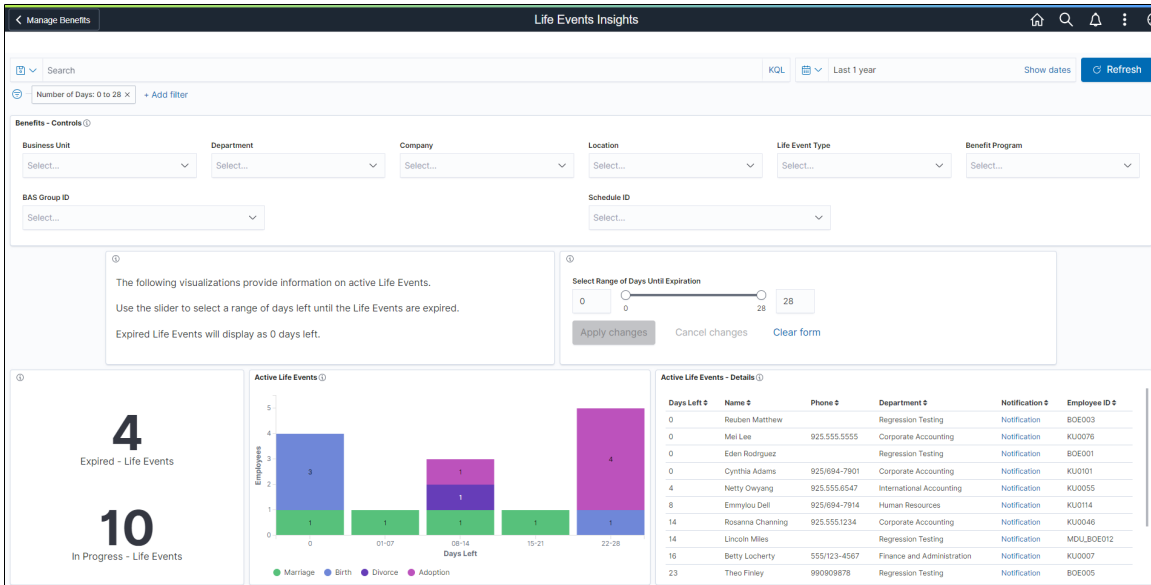 Manage Benefits
Life Events Insights
Search
KQL
Last 1 year
Show dates
Refresh
Number of Days: 0 to 28 ×
+ Add filter
Benefits - Controls
Business Unit
Department
Company
Location
Life Event Type
Benefit Program
Select...
Select...
Select...
Select...
Select...
Select...
BAS Group ID
Schedule ID
Select...
Select...
The following visualizations provide information on active Life Events.
Use the slider to select a range of days left until the Life Events are expired.
Expired Life Events will display as 0 days left.
Select Range of Days Until Expiration
0
0
28
28
Apply changes
Cancel changes
Clear form
4
Expired - Life Events
10
In Progress - Life Events
Active Life Events
Employees
5
4
3
2
1
0
3
1
1
1
1
1
1
4
1
0
01-07
08-14
15-21
22-28
Days Left
Marriage
Birth
Divorce
Adoption
Active Life Events - Details
Days Left Name Phone Department Notification Employee ID
0 Reuben Matthew Regression Testing Notification BOE003
0 Mei Lee 925.555.5555 Corporate Accounting Notification KU0076
0 Eden Rodrguez Regression Testing Notification BOE001
0 Cynthia Adams 925/694-7901 Corporate Accounting Notification KU0101
4 Netty Owyang 925.555.6547 International Accounting Notification KU0055
8 Emmylou Dell 925/694-7914 Human Resources Notification KU0114
14 Rosanna Channing 925.555.1234 Corporate Accounting Notification KU0046
14 Lincoln Miles Regression Testing Notification MDU_BOE012
16 Betty Locherty 555/123-4567 Finance and Administration Notification KU0007
23 Theo Finley 990909878 Regression Testing Notification BOE005